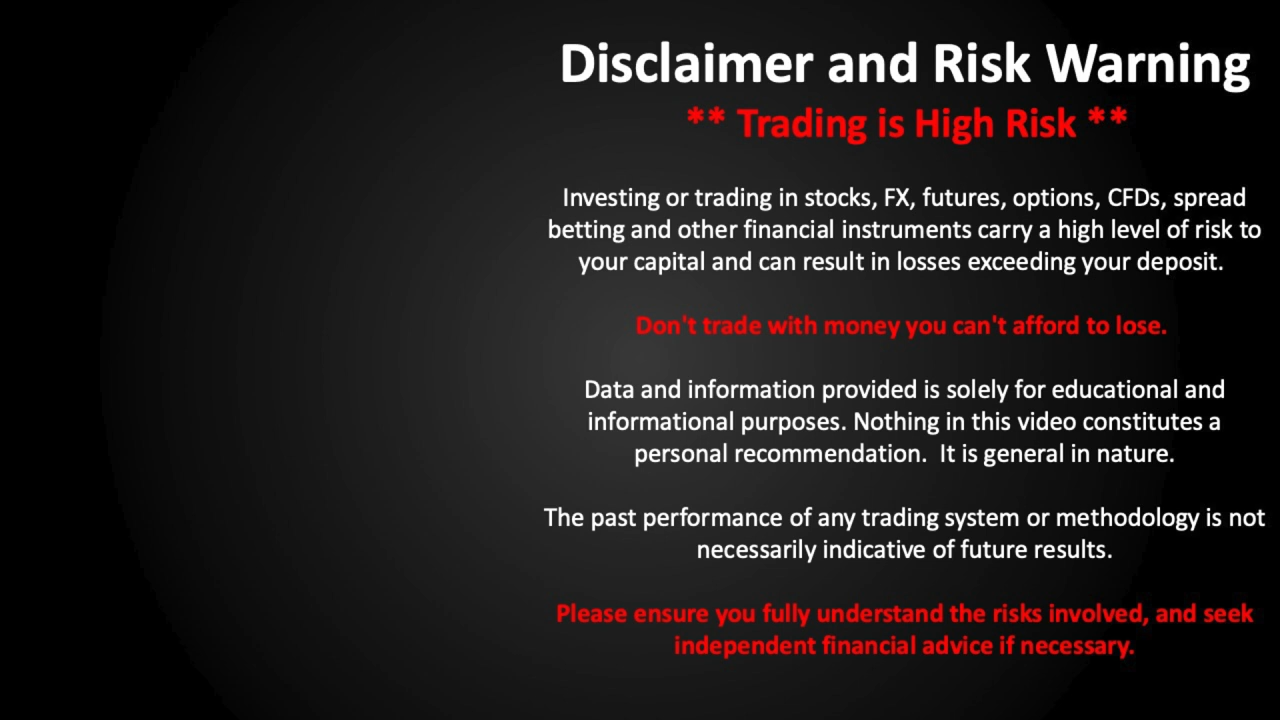 Disclaimer and Risk Warning
** Trading is High Risk **
Investing or trading in stocks, FX, futures, options, CFDs, spread
betting and other financial instruments carry a high level of risk to
your capital and can result in losses exceeding your deposit.
Don't trade with money you can't afford to lose.
Data and information provided is solely for educational and
informational purposes. Nothing in this video constitutes a
personal recommendation.  It is general in nature.
The past performance of any trading system or methodology is not
necessarily indicative of future results.
Please ensure you fully understand the risks involved, and seek
independent financial advice if necessary.